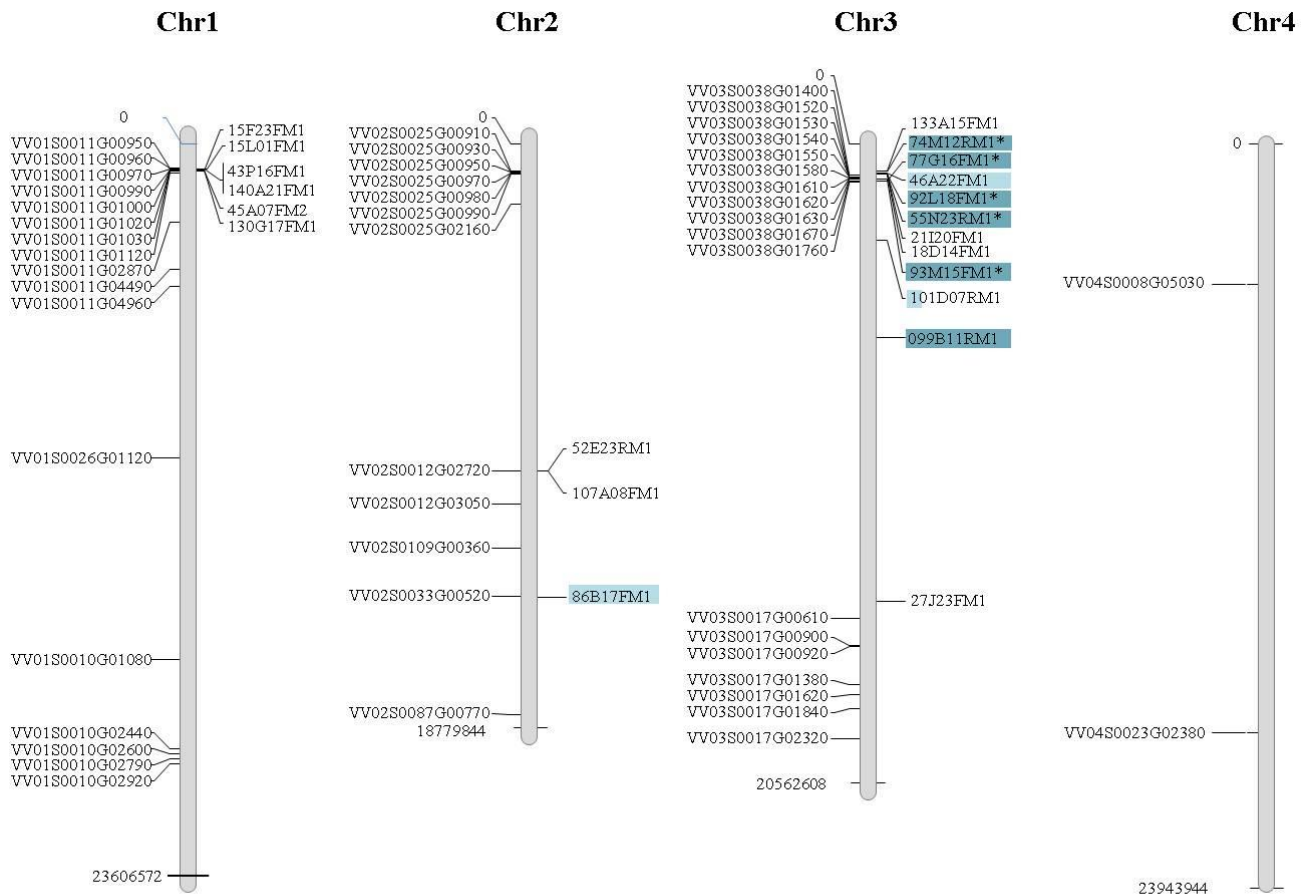 Chr1
0
VV01S0011G00950
VV01S0011G00960
VV01S0011G00970
VV01S0011G00990
VV01S0011G01000
VV01S0011G01020
VV01S0011G01030
VV01S0011G01120
VV01S0011G02870
VV01S0011G04490
VV01S0011G04960
VV01S0026G01120
VV01S0010G01080
VV01S0010G02440
VV01S0010G02600
VV01S0010G02790
VV01S0010G02920
23606572
15F23FM1
15L01FM1
43P16FM1
140A21FM1
45A07FM2
130G17FM1
Chr2
0
VV02S0025G00910
VV02S0025G00930
VV02S0025G00950
VV02S0025G00970
VV02S0025G00980
VV02S0025G00990
VV02S0025G02160
VV02S0012G02720
VV02S0012G03050
VV02S0109G00360
VV02S0033G00520
VV02S0087G00770
18779844
52E23RM1
107A08FM1
86B17FM1
Chr3
0
VV03S0038G01400
VV03S0038G01520
VV03S0038G01530
VV03S0038G01540
VV03S0038G01550
VV03S0038G01580
VV03S0038G01610
VV03S0038G01620
VV03S0038G01630
VV03S0038G01670
VV03S0038G01760
VV03S0017G00610
VV03S0017G00900
VV03S0017G00920
VV03S0017G01380
VV03S0017G01620
VV03S0017G01840
VV03S0017G02320
20562608
133A15FM1
74M12RM1*
77G16FM1*
46A22FM1
92L18FM1*
55N23RM1*
21I20FM1
18D14FM1
93M15FM1*
101D07RM1
099B11RM1
27J23FM1
Chr4
0
VV04S0008G05030
VV04S0023G02380
23943944